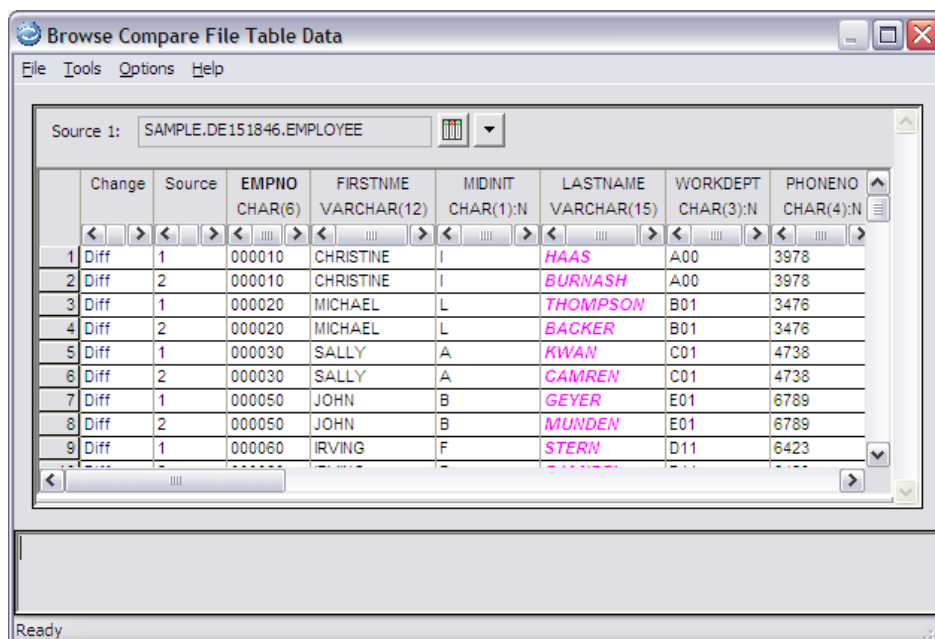 Browse Compare File Table Data
File Tools Options Help
Source 1: SAMPLE.DE151846.EMPLOYEE
Change Source EMPNO FIRSTNME MIDINIT LASTNAME WORKDEPT PHONENO
CHAR(6) VARCHAR(12) CHAR(1):N VARCHAR(15) CHAR(3):N CHAR(4):N
1 Diff 1 000010 CHRISTINE I HAAS A00 3978
2 Diff 2 000010 CHRISTINE I BURNASH A00 3978
3 Diff 1 000020 MICHAEL L THOMPSON B01 3476
4 Diff 2 000020 MICHAEL L BACKER B01 3476
5 Diff 1 000030 SALLY A KWAN C01 4738
6 Diff 2 000030 SALLY A CAMREN C01 4738
7 Diff 1 000050 JOHN B GEYER E01 6789
8 Diff 2 000050 JOHN B MUNDEN E01 6789
9 Diff 1 000060 IRVING F STERN D11 6423
Ready